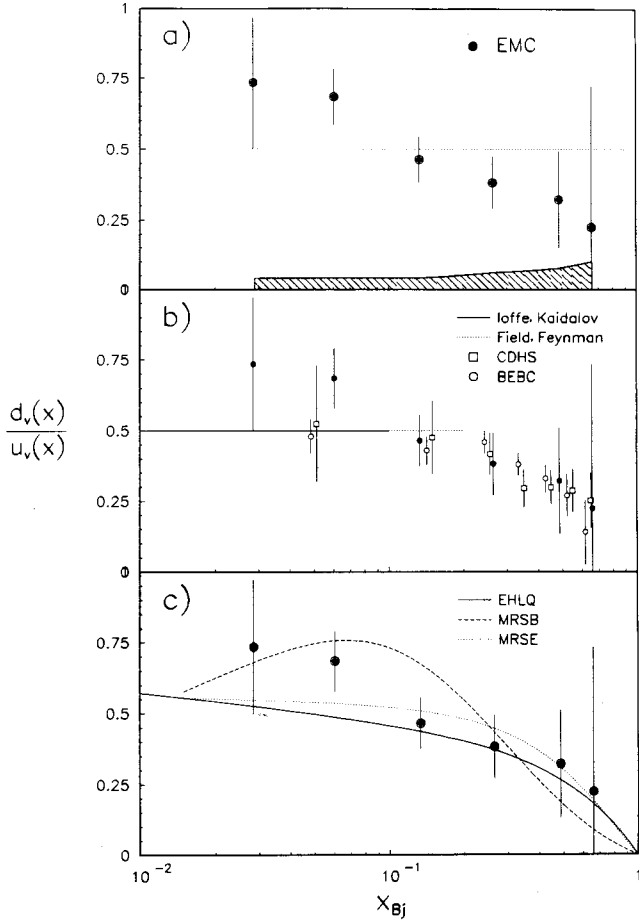 1
a)
● EMC
0.75
0.5
0.25
0
b)
Ioffe, Kaidalov
Field, Feynman
□ CDHS
○ BEBC
0.75
0.5
0.25
0
d_v(x)
u_v(x)
c)
EHLQ
MRSB
MRSE
0.75
0.5
0.25
0
10⁻²
10⁻¹
1
X_Bj